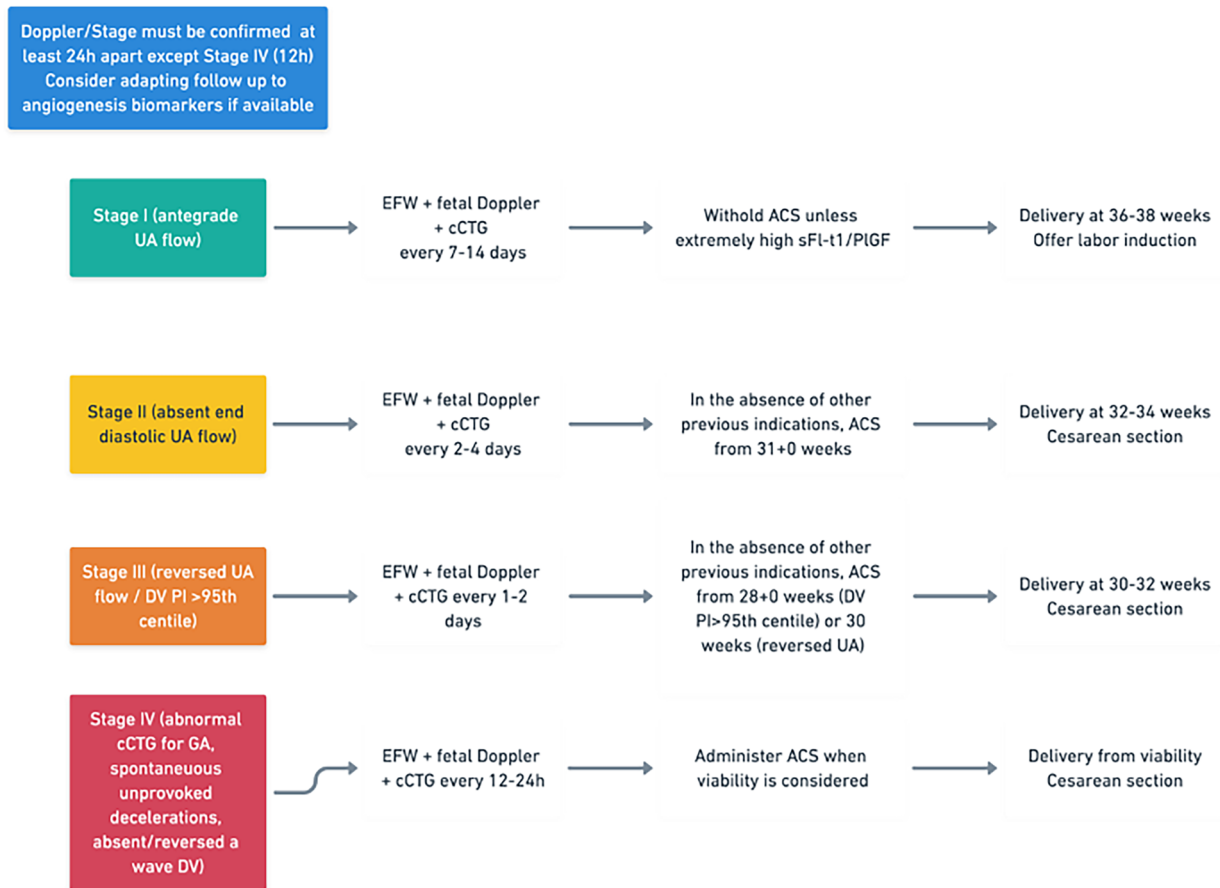 Doppler/Stage must be confirmed at
least 24h apart except Stage IV (12h)
Consider adapting follow up to
angiogenesis biomarkers if available
Stage I (antegrade
UA flow)
EFW + fetal Doppler
+ cCTG
every 7-14 days
Withold ACS unless
extremely high sFl-t1/PlGF
Delivery at 36-38 weeks
Offer labor induction
Stage II (absent end
diastolic UA flow)
EFW + fetal Doppler
+ cCTG
every 2-4 days
In the absence of other
previous indications, ACS
from 31+0 weeks
Delivery at 32-34 weeks
Cesarean section
Stage III (reversed UA
flow / DV PI >95th
centile)
EFW + fetal Doppler
+ cCTG every 1-2
days
In the absence of other
previous indications, ACS
from 28+0 weeks (DV
PI>95th centile) or 30
weeks (reversed UA)
Delivery at 30-32 weeks
Cesarean section
Stage IV (abnormal
cCTG for GA,
spontaneuous
unprovoked
decelerations,
absent/reversed a
wave DV)
EFW + fetal Doppler
+ cCTG every 12-24h
Administer ACS when
viability is considered
Delivery from viability
Cesarean section